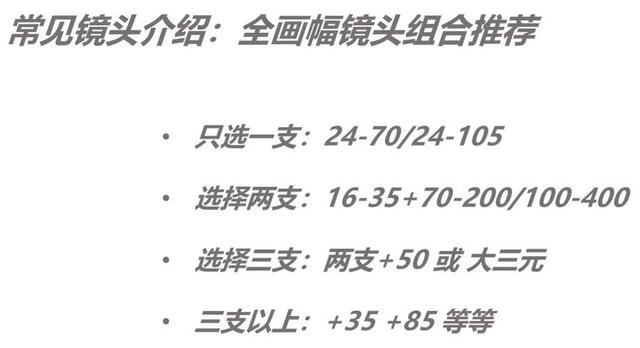 常见镜头介绍：全画幅镜头组合推荐
• 只选一支：24-70/24-105
• 选择两支：16-35+70-200/100-400
• 选择三支：两支+50 或 大三元
• 三支以上：+35 +85 等等